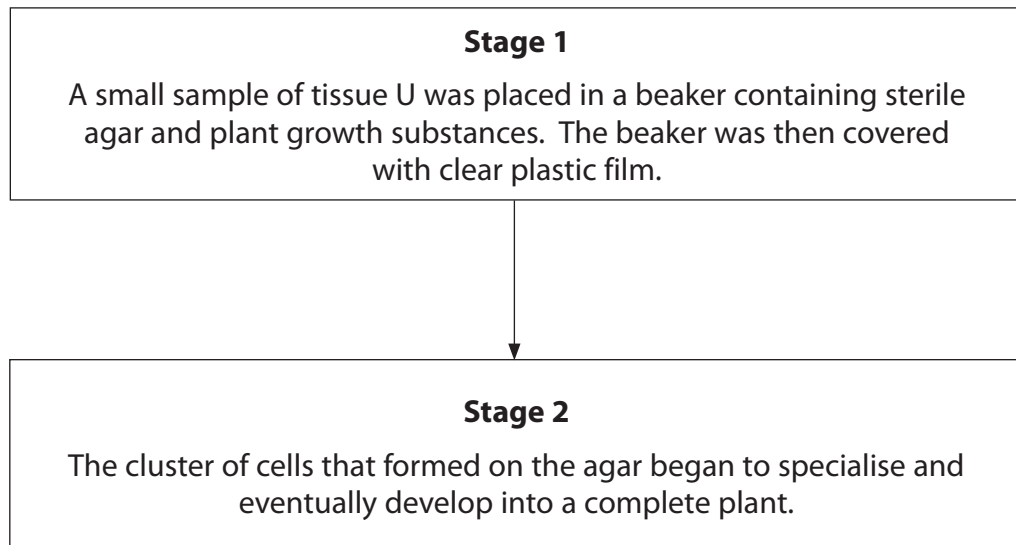 Stage 1
A small sample of tissue U was placed in a beaker containing sterile
agar and plant growth substances.  The beaker was then covered
with clear plastic film.
Stage 2
The cluster of cells that formed on the agar began to specialise and
eventually develop into a complete plant.